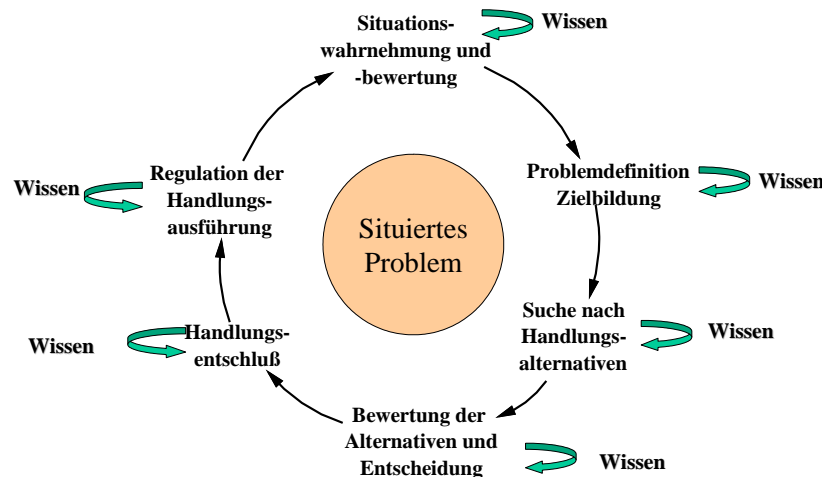 Situations-
wahrnehmung und
-bewertung
Wissen
Problemdefinition
Zielbildung
Wissen
Suche nach
Handlungs-
alternativen
Wissen
Bewertung der
Alternativen und
Entscheidung
Wissen
Handlungs-
entschluß
Wissen
Regulation der
Handlungs-
ausführung
Wissen
Situiertes
Problem